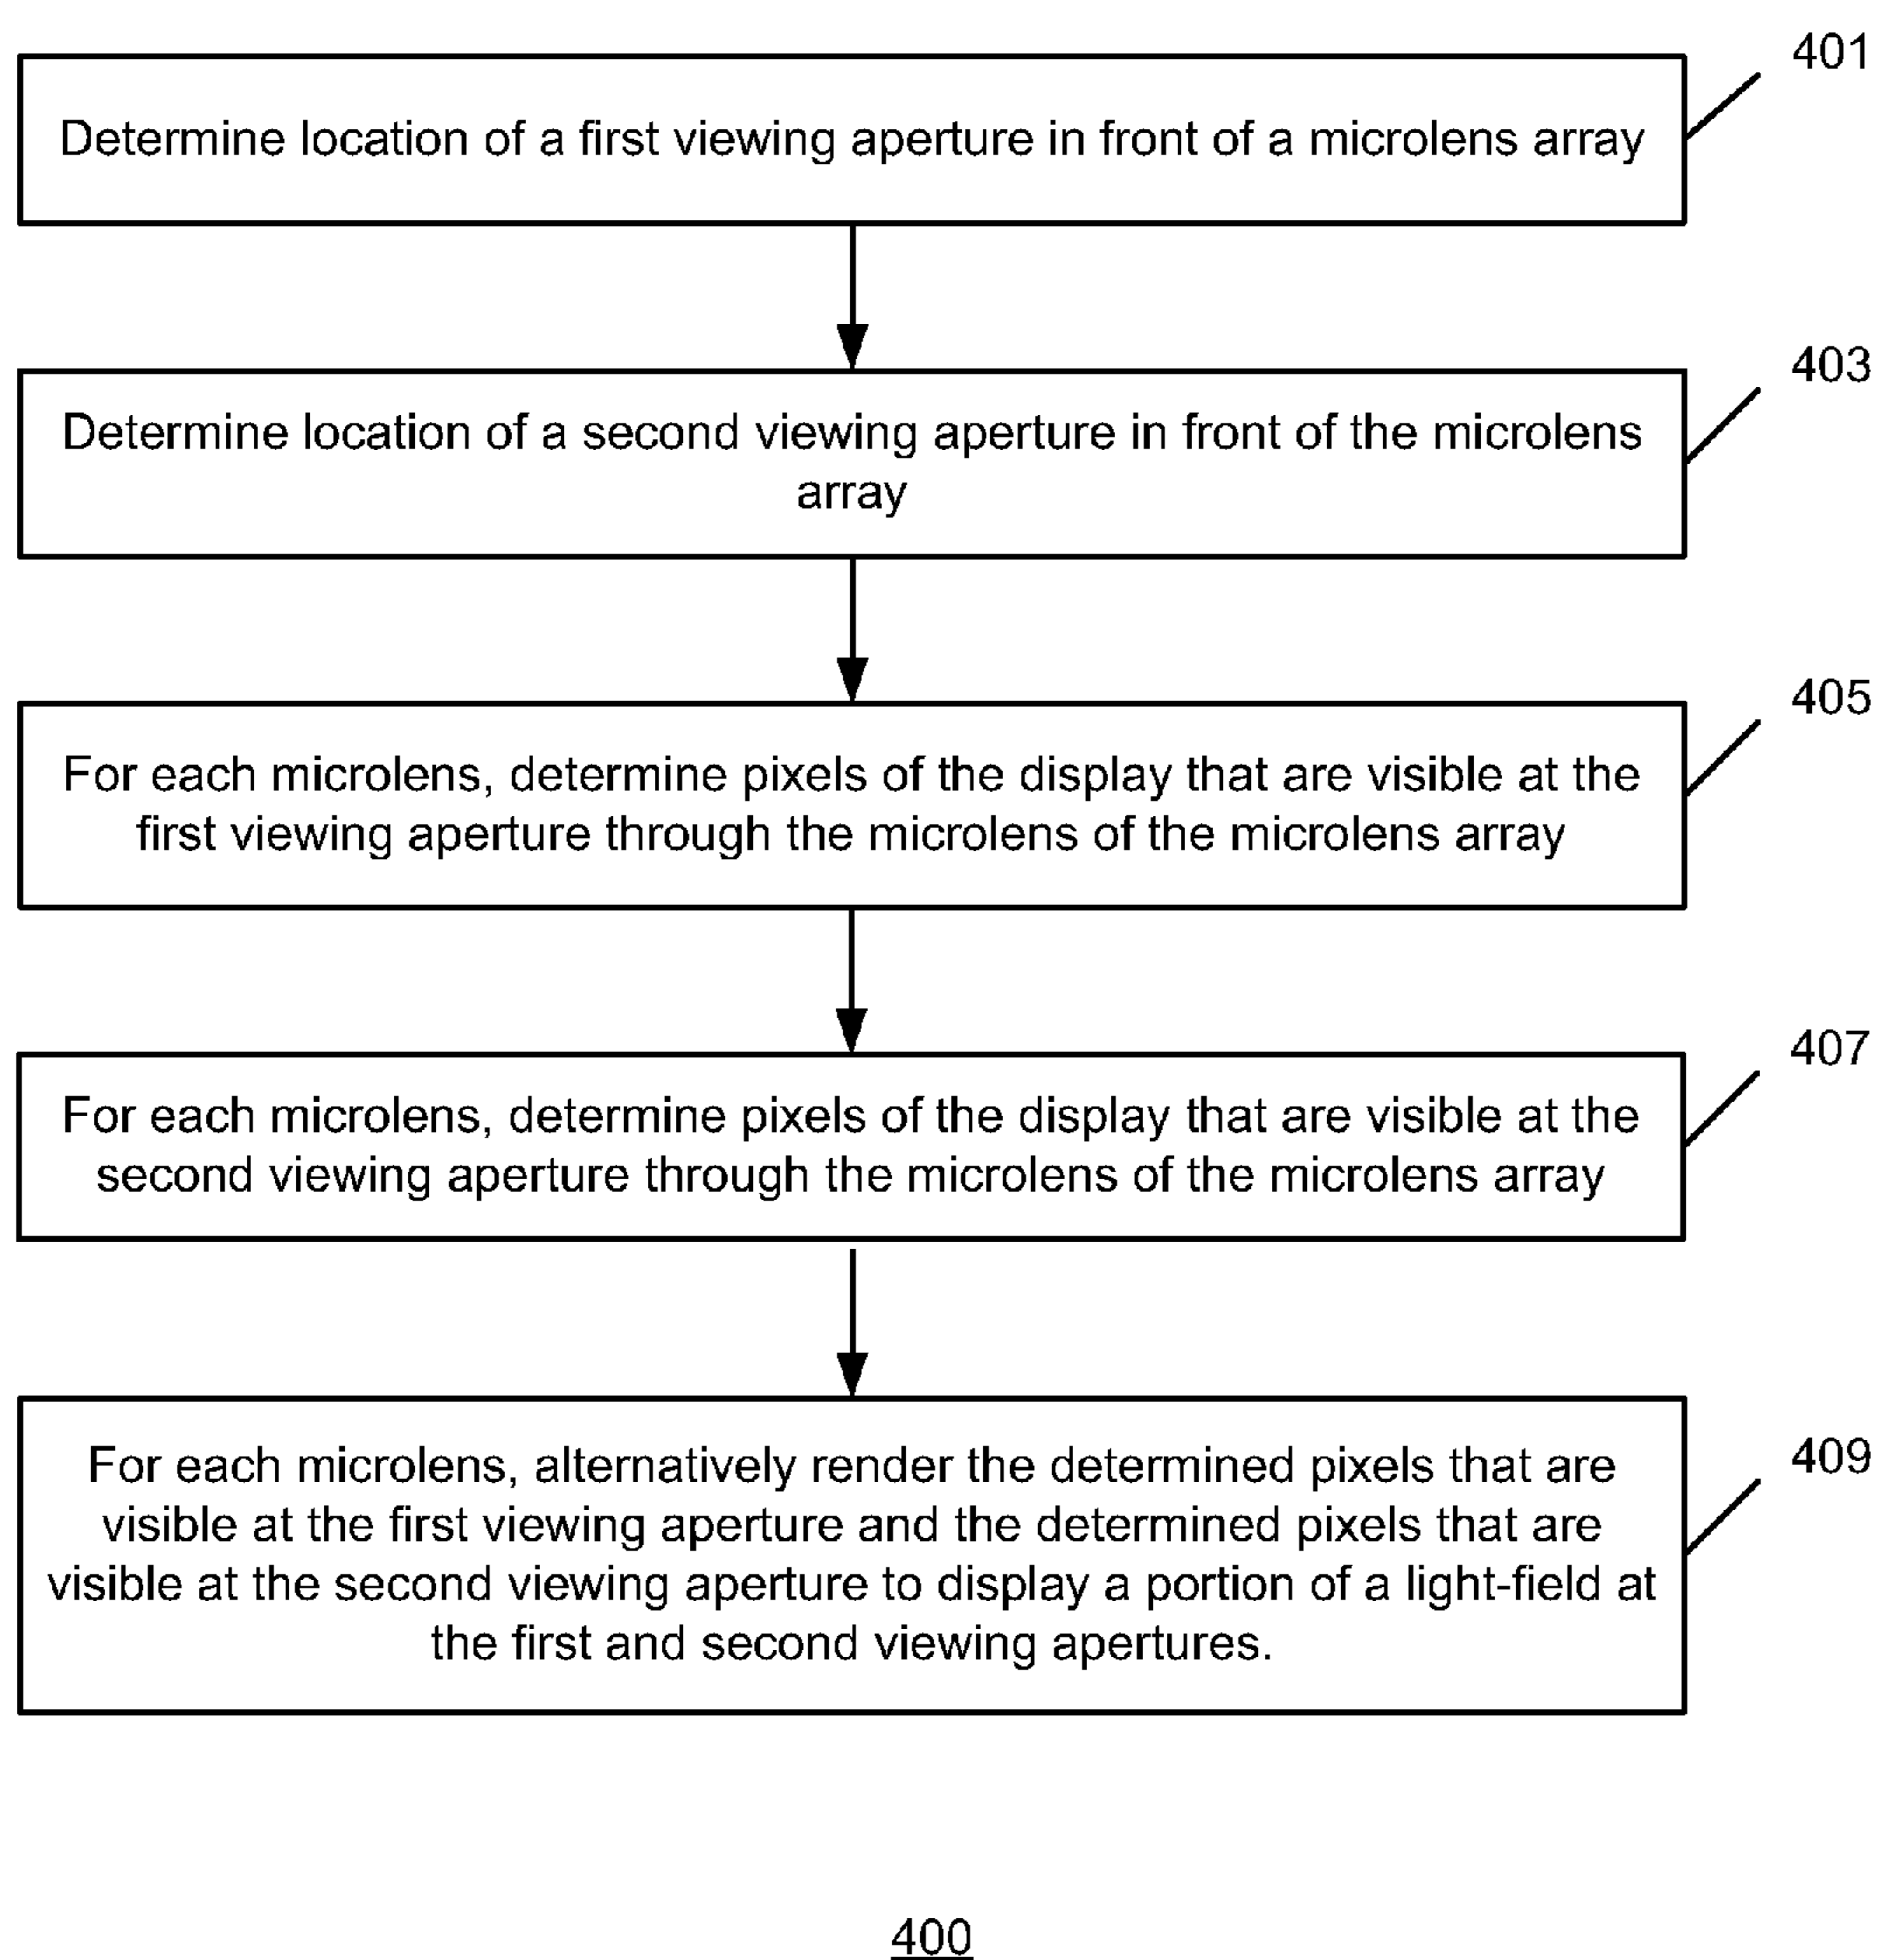 401
Determine location of a first viewing aperture in front of a microlens array
403
Determine location of a second viewing aperture in front of the microlens
array
405
For each microlens, determine pixels of the display that are visible at the
first viewing aperture through the microlens of the microlens array
407
For each microlens, determine pixels of the display that are visible at the
second viewing aperture through the microlens of the microlens array
409
For each microlens, alternatively render the determined pixels that are
visible at the first viewing aperture and the determined pixels that are
visible at the second viewing aperture to display a portion of a light-field at
the first and second viewing apertures.
400